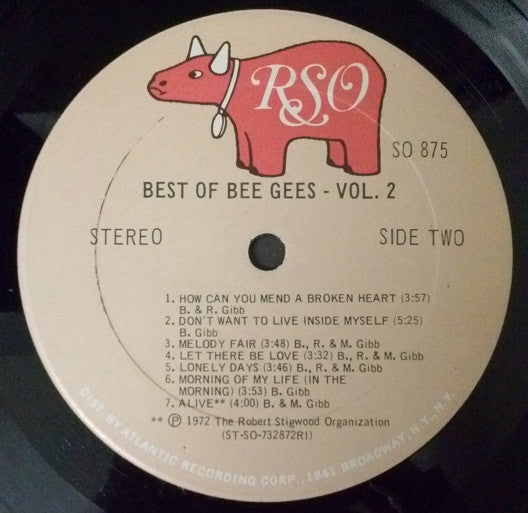 RSO
SO 875
BEST OF BEE GEES - VOL. 2
STEREO
SIDE TWO
1. HOW CAN YOU MEND A BROKEN HEART (3:57)
B. & R. Gibb
2. DON'T WANT TO LIVE INSIDE MYSELF (5:25)
B. Gibb
3. MELODY FAIR (3:48) B., R. & M. Gibb
4. LET THERE BE LOVE (3:32) B., R. & M. Gibb
5. LONELY DAYS (3:46) B., R. & M. Gibb
6. MORNING OF MY LIFE (IN THE
MORNING) (3:53) B. Gibb
7. ALIVE** (4:00) B. & M. Gibb
** Ⓟ 1972 The Robert Stigwood Organization
(ST-SO-732872RI)
DIST. BY ATLANTIC RECORDING CORP., 1841 BROADWAY, N.Y., N.Y.